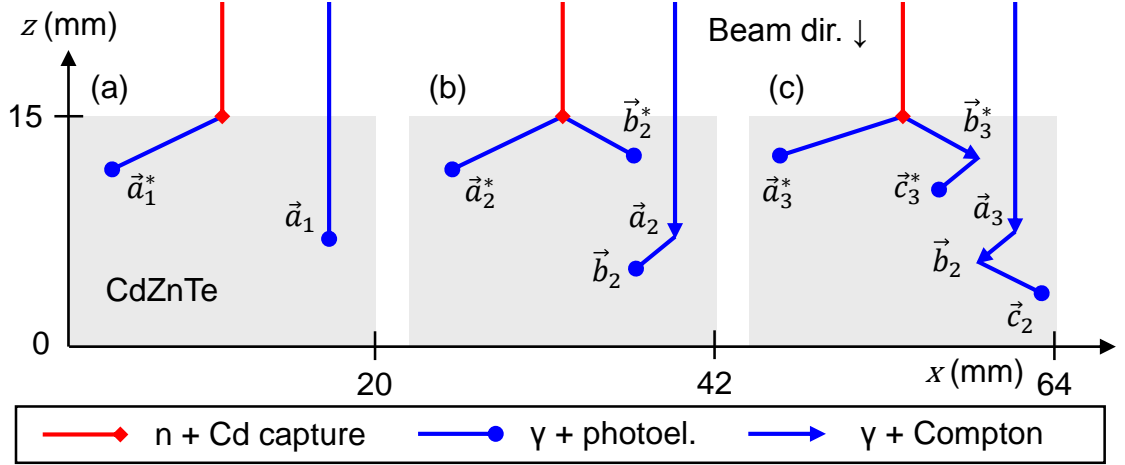 z (mm)
Beam dir. ↓
(a)
(b)
(c)
15
b⃗₂*
b⃗₃*
a⃗₁*
a⃗₂*
a⃗₃*
c⃗₃*
a⃗₁
a⃗₂
a⃗₃
b⃗₂
b⃗₂
CdZnTe
c⃗₂
0
20
42
x (mm)
64
n + Cd capture
γ + photoel.
γ + Compton